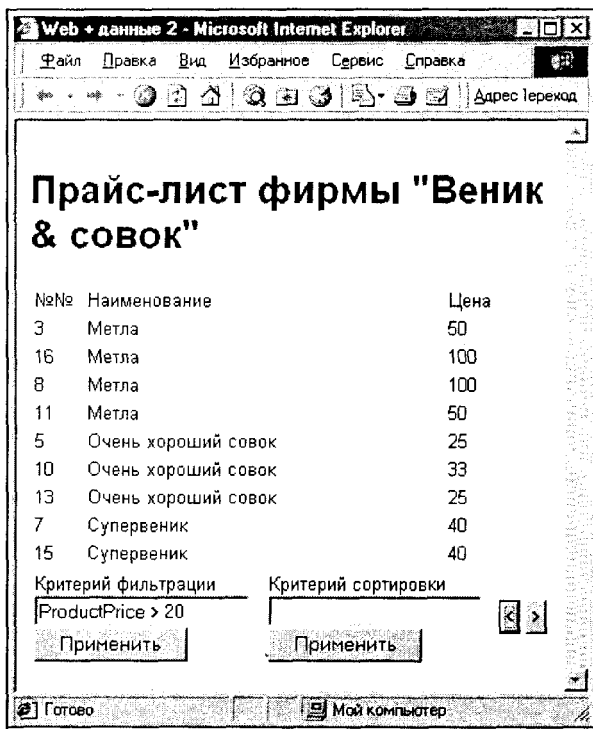 Web + данные 2 - Microsoft Internet Explorer
Файл Правка Вид Избранное Сервис Справка
Адрес Переход
Прайс-лист фирмы "Веник
& совок"
№№ Наименование Цена
3 Метла 50
16 Метла 100
8 Метла 100
11 Метла 50
5 Очень хороший совок 25
10 Очень хороший совок 33
13 Очень хороший совок 25
7 Супервеник 40
15 Супервеник 40
Критерий фильтрации Критерий сортировки
ProductPrice > 20 < >
Применить Применить
Готово Мой компьютер